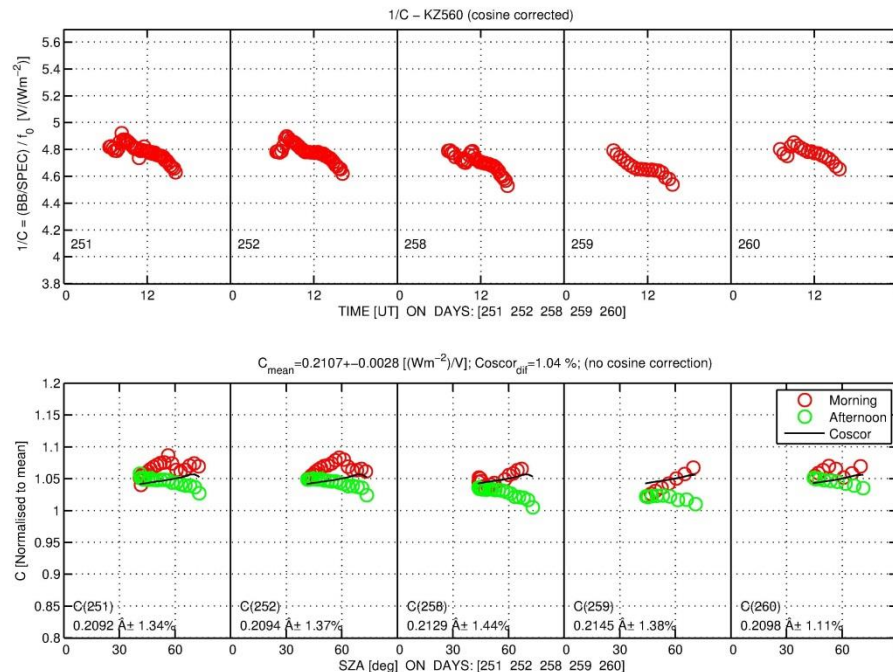 1/C − KZ560 (cosine corrected)
1/C = (BB/SPEC) / f₀ [V/(Wm⁻²)]
5.6
5.4
5.2
5
4.8
4.6
4.4
4.2
4
3.8
251
252
258
259
260
0 12 0 12 0 12 0 12 0 12
TIME [UT] ON DAYS: [251 252 258 259 260]
C_mean=0.2107+−0.0028 [(Wm⁻²)/V]; Coscor_dif=1.04 %; (no cosine correction)
C [Normalised to mean]
1.2
1.15
1.1
1.05
1
0.95
0.9
0.85
0.8
Morning
Afternoon
Coscor
C(251)
0.2092 Â± 1.34%
C(252)
0.2094 Â± 1.37%
C(258)
0.2129 Â± 1.44%
C(259)
0.2145 Â± 1.38%
C(260)
0.2098 Â± 1.11%
0 30 60 0 30 60 0 30 60 0 30 60 0 30 60
SZA [deg] ON DAYS: [251 252 258 259 260]